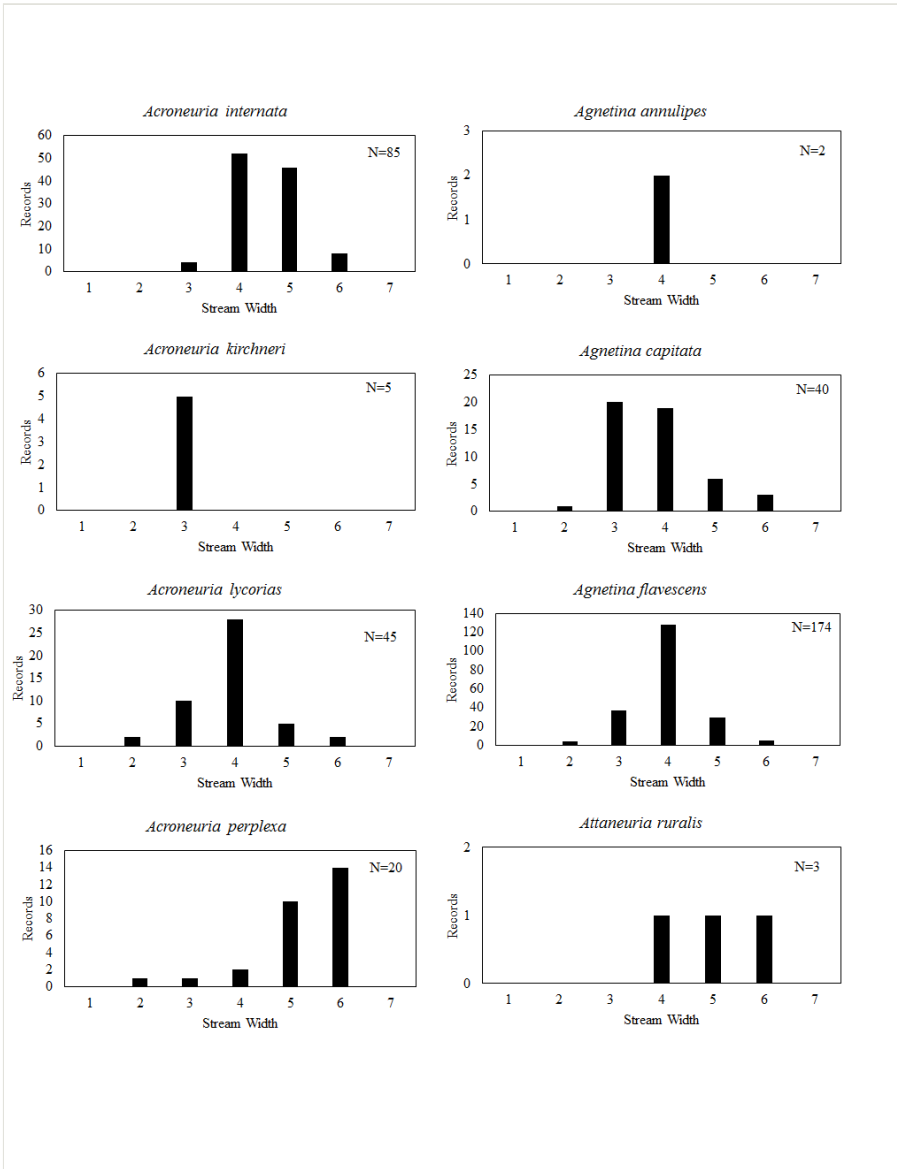 Acroneuria internata
60
50
40
30
20
10
0
Records
N=85
1 2 3 4 5 6 7
Stream Width
Agnetina annulipes
3
2
1
0
Records
N=2
1 2 3 4 5 6 7
Stream Width
Acroneuria kirchneri
6
5
4
3
2
1
0
Records
N=5
1 2 3 4 5 6 7
Stream Width
Agnetina capitata
25
20
15
10
5
0
Records
N=40
1 2 3 4 5 6 7
Stream Width
Acroneuria lycorias
30
25
20
15
10
5
0
Records
N=45
1 2 3 4 5 6 7
Stream Width
Agnetina flavescens
140
120
100
80
60
40
20
0
Records
N=174
1 2 3 4 5 6 7
Stream Width
Acroneuria perplexa
16
14
12
10
8
6
4
2
0
Records
N=20
1 2 3 4 5 6 7
Stream Width
Attaneuria ruralis
2
1
0
Records
N=3
1 2 3 4 5 6 7
Stream Width